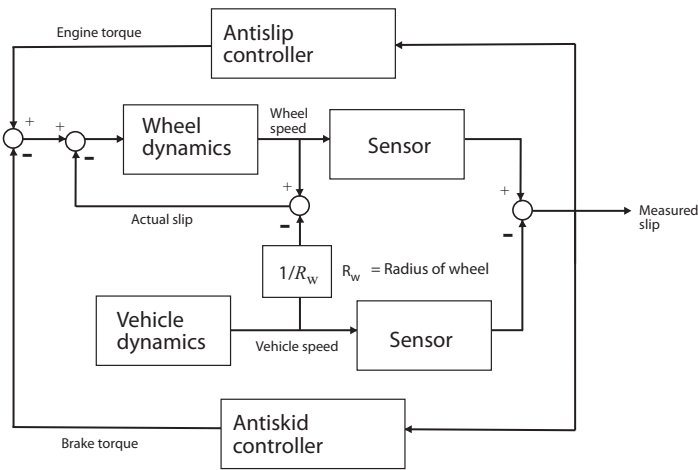 Engine torque
Antislip
controller
+
−
+
−
Wheel
dynamics
Wheel
speed
Sensor
+
−
Measured
slip
Actual slip
+
−
1/Rw
Rw = Radius of wheel
Vehicle
dynamics
Vehicle speed
Sensor
Brake torque
Antiskid
controller